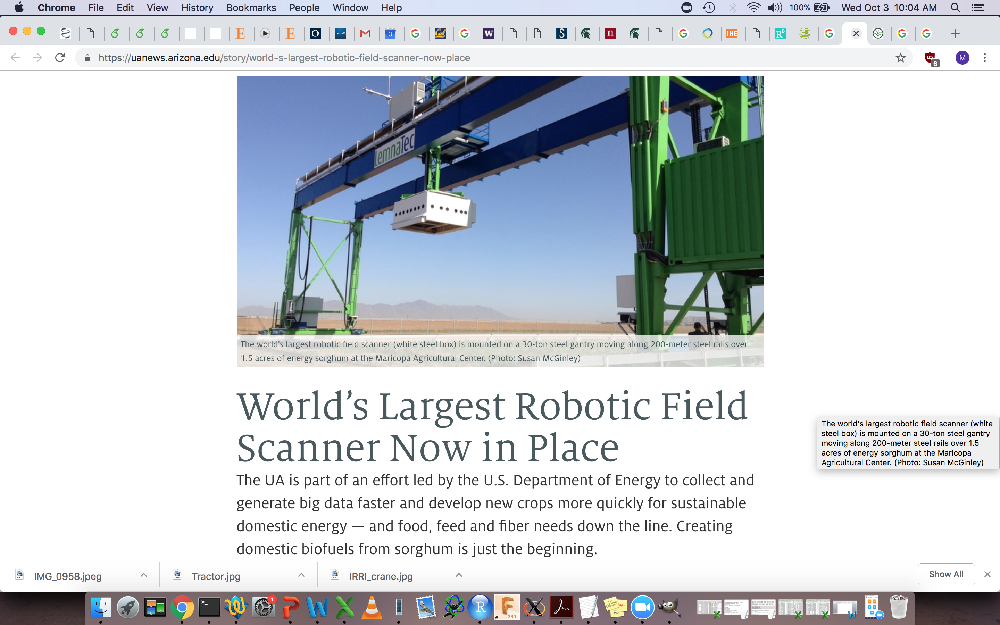 Chrome File Edit View History Bookmarks People Window Help 100% Wed Oct 3 10:04 AM
E E O 3 G Cal G W S n G IHE RG G G G
https://uanews.arizona.edu/story/world-s-largest-robotic-field-scanner-now-place 6 M
LemnaTec
The world's largest robotic field scanner (white steel box) is mounted on a 30-ton steel gantry moving along 200-meter steel rails over
1.5 acres of energy sorghum at the Maricopa Agricultural Center. (Photo: Susan McGinley)
World’s Largest Robotic Field
Scanner Now in Place
The world's largest robotic field scanner (white
steel box) is mounted on a 30-ton steel gantry
moving along 200-meter steel rails over 1.5
acres of energy sorghum at the Maricopa
Agricultural Center. (Photo: Susan McGinley)
The UA is part of an effort led by the U.S. Department of Energy to collect and
generate big data faster and develop new crops more quickly for sustainable
domestic energy — and food, feed and fiber needs down the line. Creating
domestic biofuels from sorghum is just the beginning.
IMG_0958.jpeg Tractor.jpg IRRI_crane.jpg Show All
1 R 360